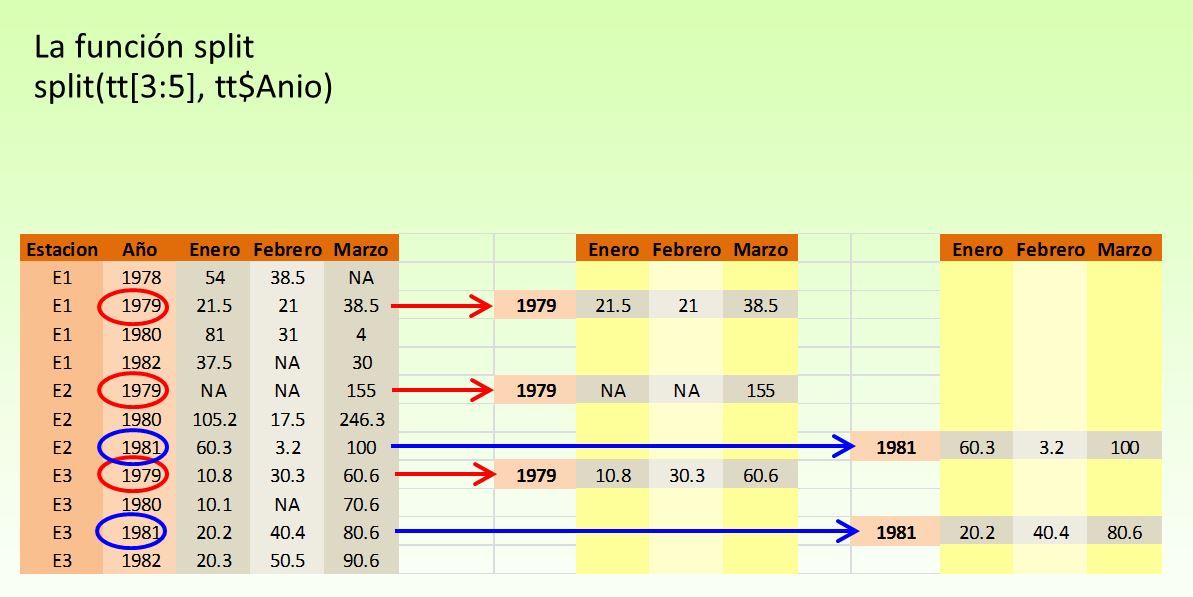 La función split
split(tt[3:5], tt$Anio)
Estacion Año Enero Febrero Marzo Enero Febrero Marzo Enero Febrero Marzo
E1 1978 54 38.5 NA
E1 1979 21.5 21 38.5 1979 21.5 21 38.5
E1 1980 81 31 4
E1 1982 37.5 NA 30
E2 1979 NA NA 155 1979 NA NA 155
E2 1980 105.2 17.5 246.3
E2 1981 60.3 3.2 100 1981 60.3 3.2 100
E3 1979 10.8 30.3 60.6 1979 10.8 30.3 60.6
E3 1980 10.1 NA 70.6
E3 1981 20.2 40.4 80.6 1981 20.2 40.4 80.6
E3 1982 20.3 50.5 90.6